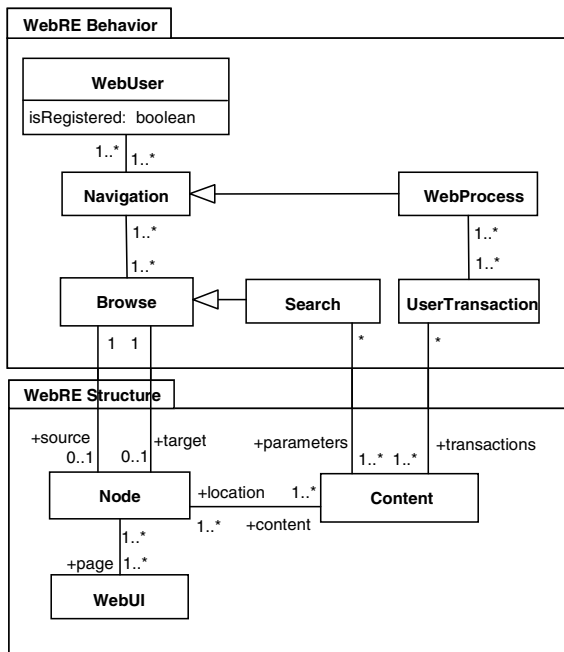 WebRE Behavior
WebUser
isRegistered: boolean
1..*
1..*
Navigation
WebProcess
1..*
1..*
1..*
1..*
Browse
Search
UserTransaction
1
1
*
*
WebRE Structure
+source
+target
+parameters
+transactions
0..1
0..1
1..*
1..*
Node
+location
1..*
Content
1..*
+content
1..*
+page
1..*
WebUI